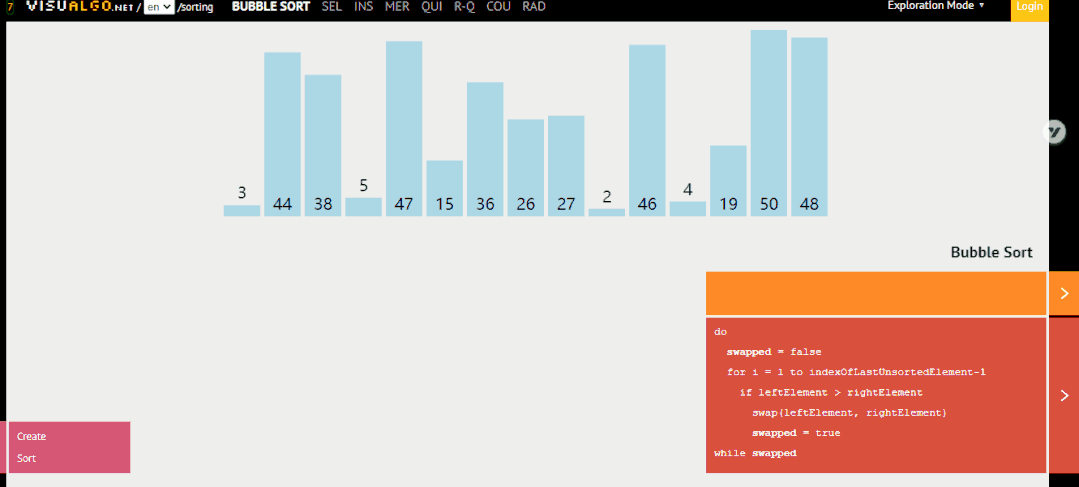 7 VISUALGO.NET / en /sorting BUBBLE SORT SEL INS MER QUI R-Q COU RAD Exploration Mode ▼ Login
3 44 38 5 47 15 36 26 27 2 46 4 19 50 48
Bubble Sort
do
swapped = false
for i = 1 to indexOfLastUnsortedElement-1
if leftElement > rightElement
swap(leftElement, rightElement)
swapped = true
while swapped
Create
Sort